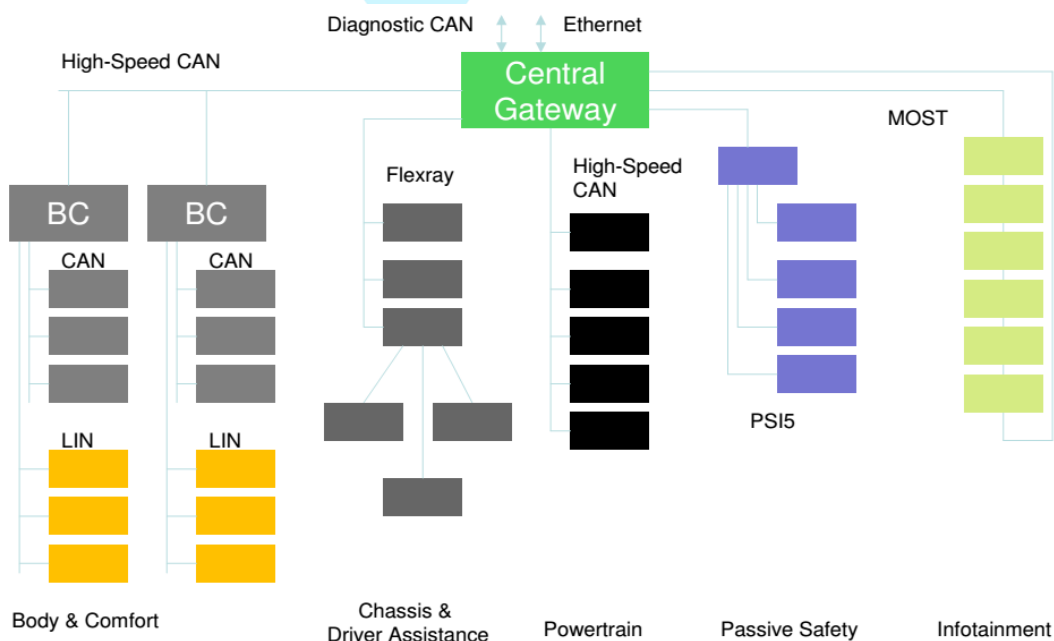 Diagnostic CAN
Ethernet
High-Speed CAN
Central
Gateway
MOST
Flexray
High-Speed
CAN
BC
BC
CAN
CAN
LIN
LIN
PSI5
Body & Comfort
Chassis &
Driver Assistance
Powertrain
Passive Safety
Infotainment